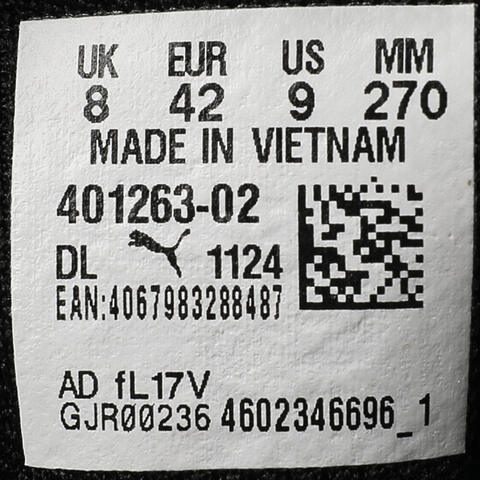 UK EUR US MM
8 42 9 270
MADE IN VIETNAM
401263-02
DL 1124
EAN:4067983288487
AD fL17V
GJR00236 4602346696_1